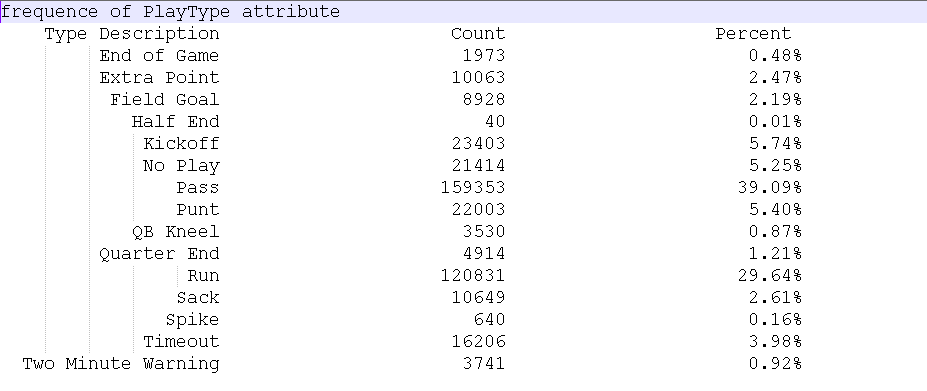 frequence of PlayType attribute
Type Description Count Percent
End of Game 1973 0.48%
Extra Point 10063 2.47%
Field Goal 8928 2.19%
Half End 40 0.01%
Kickoff 23403 5.74%
No Play 21414 5.25%
Pass 159353 39.09%
Punt 22003 5.40%
QB Kneel 3530 0.87%
Quarter End 4914 1.21%
Run 120831 29.64%
Sack 10649 2.61%
Spike 640 0.16%
Timeout 16206 3.98%
Two Minute Warning 3741 0.92%